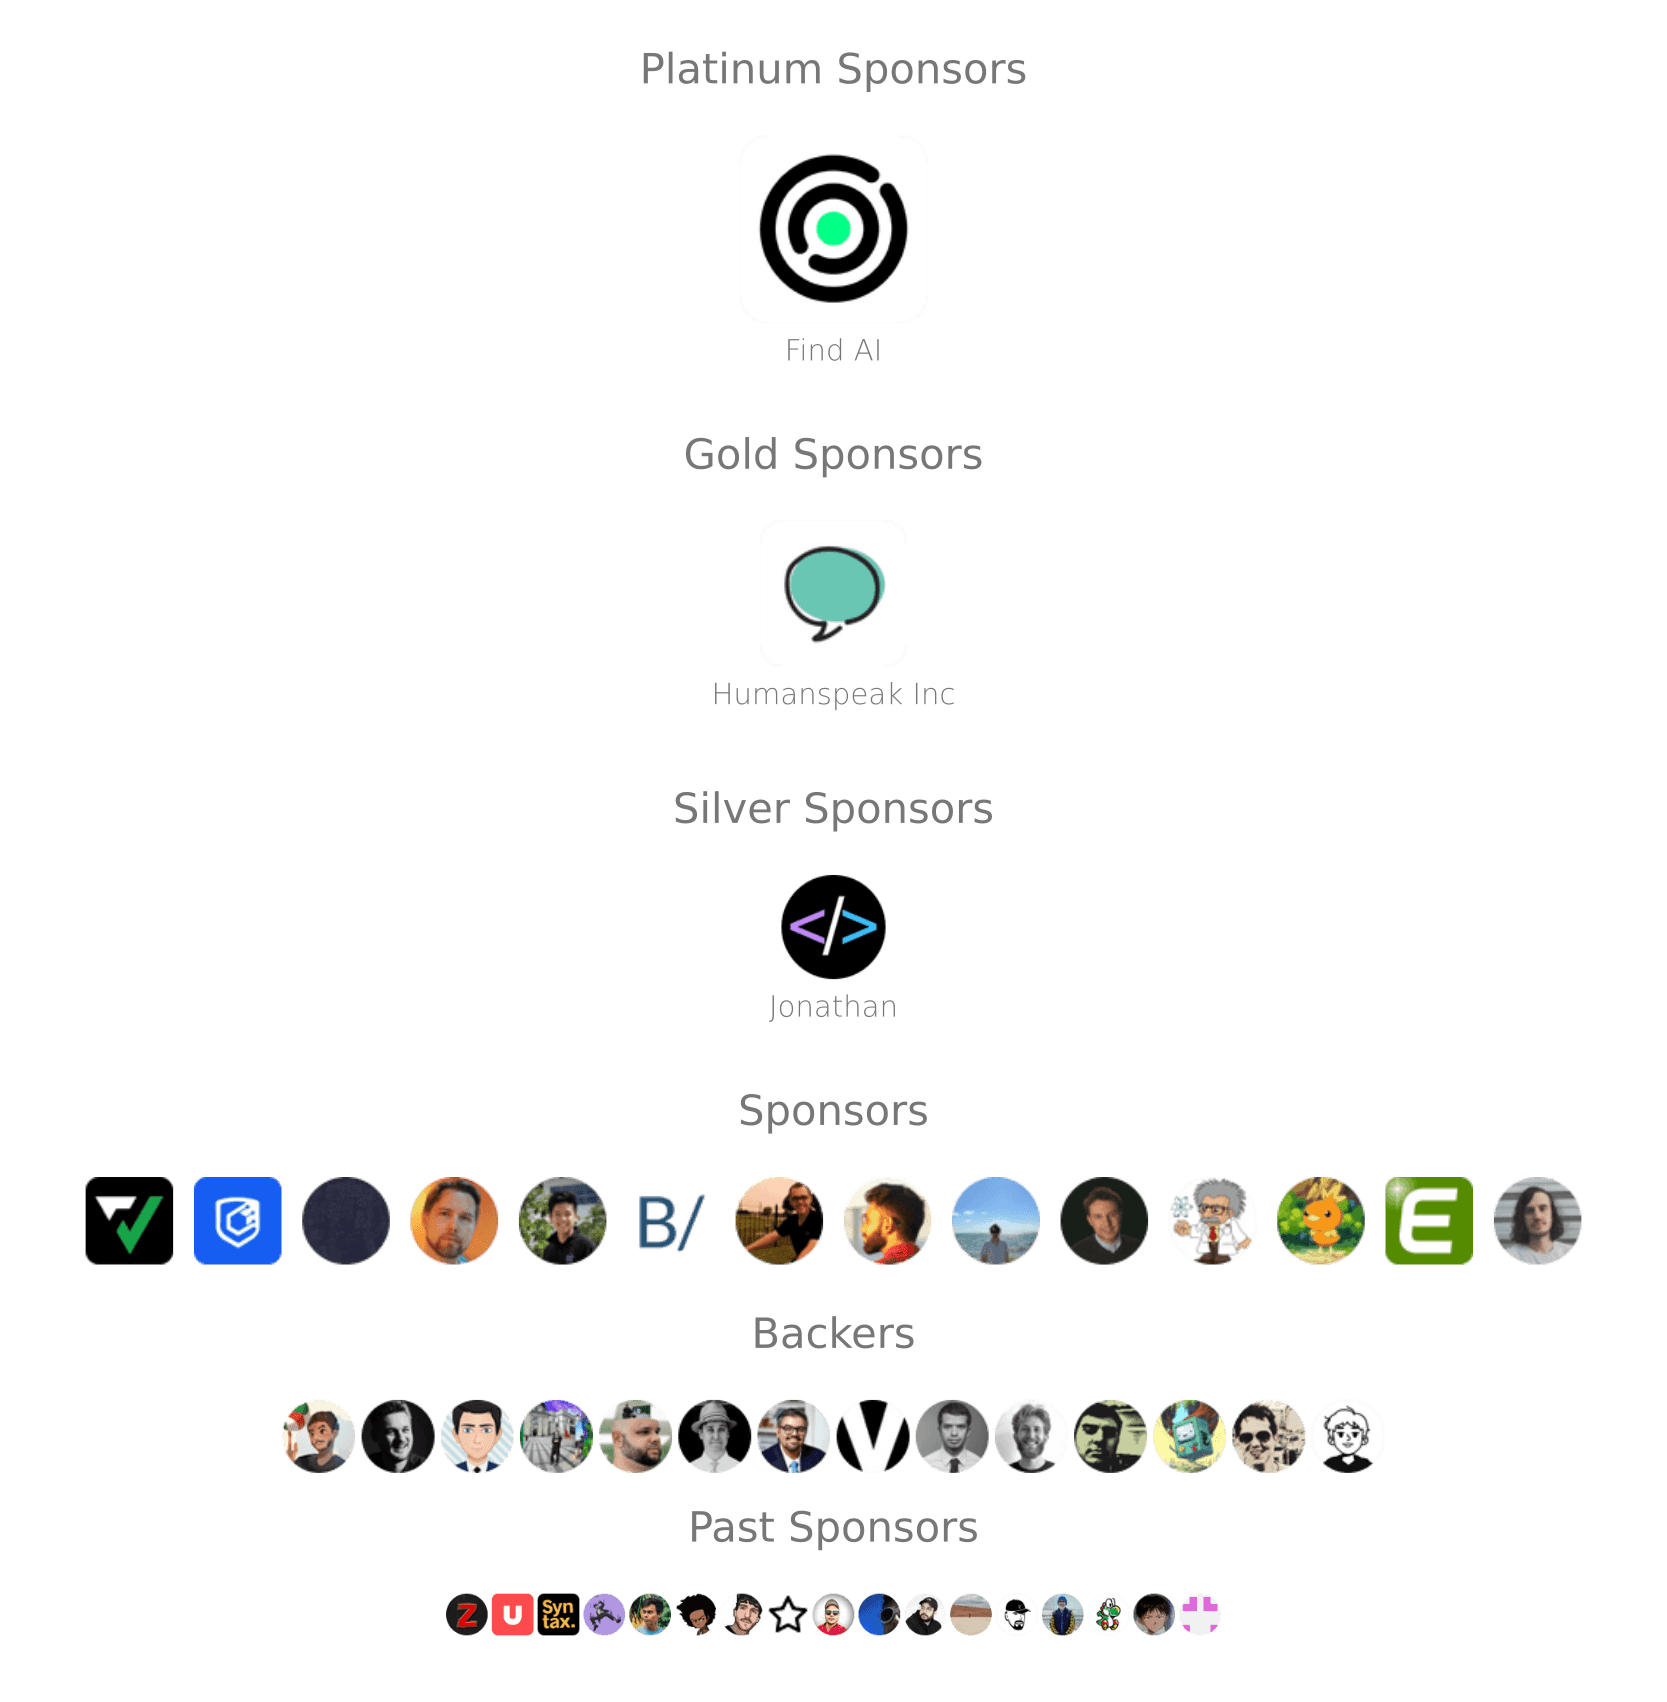 Platinum Sponsors
Find AI
Gold Sponsors
Humanspeak Inc
Silver Sponsors
</>
Jonathan
Sponsors
B/
E
Backers
V
Past Sponsors
Z
U
Syn
tax.